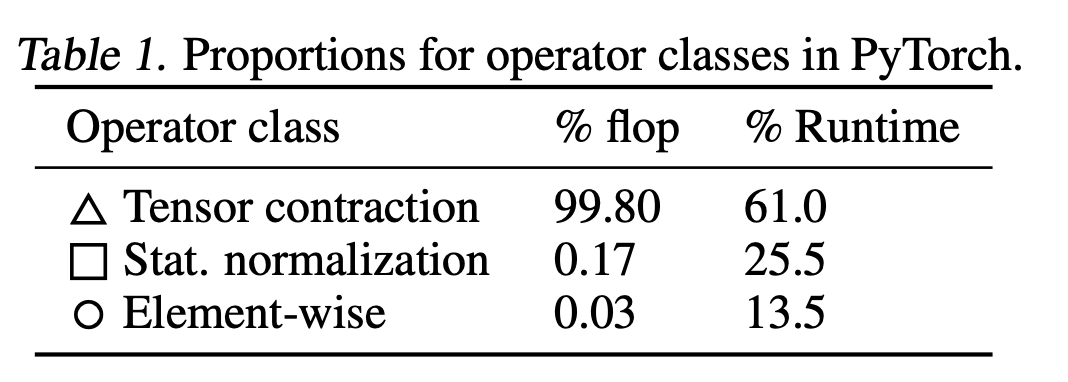 Table 1. Proportions for operator classes in PyTorch.
Operator class % flop % Runtime
△ Tensor contraction 99.80 61.0
□ Stat. normalization 0.17 25.5
○ Element-wise 0.03 13.5